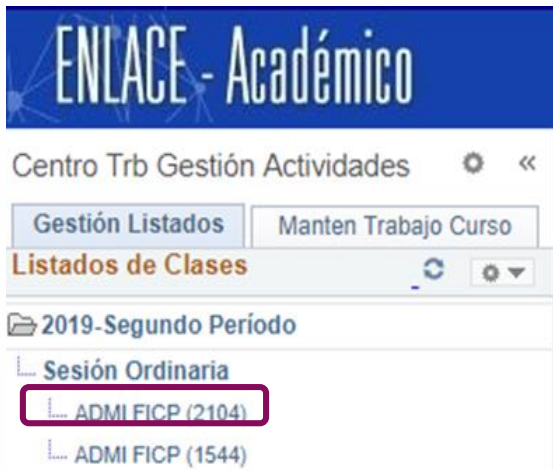 ENLACE - Académico
Centro Trb Gestión Actividades «
Gestión Listados Manten Trabajo Curso
Listados de Clases
2019-Segundo Período
Sesión Ordinaria
ADMI FICP (2104)
ADMI FICP (1544)